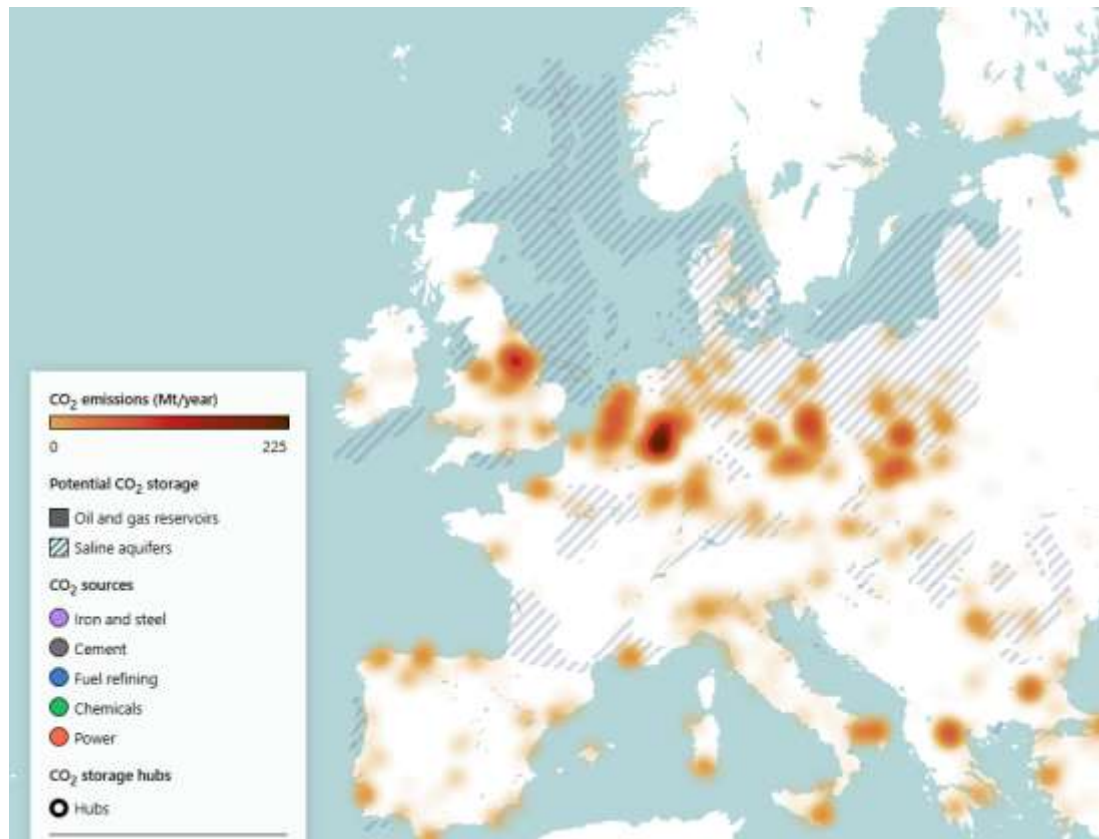 CO₂ emissions (Mt/year)
0 225
Potential CO₂ storage
Oil and gas reservoirs
Saline aquifers
CO₂ sources
Iron and steel
Cement
Fuel refining
Chemicals
Power
CO₂ storage hubs
Hubs